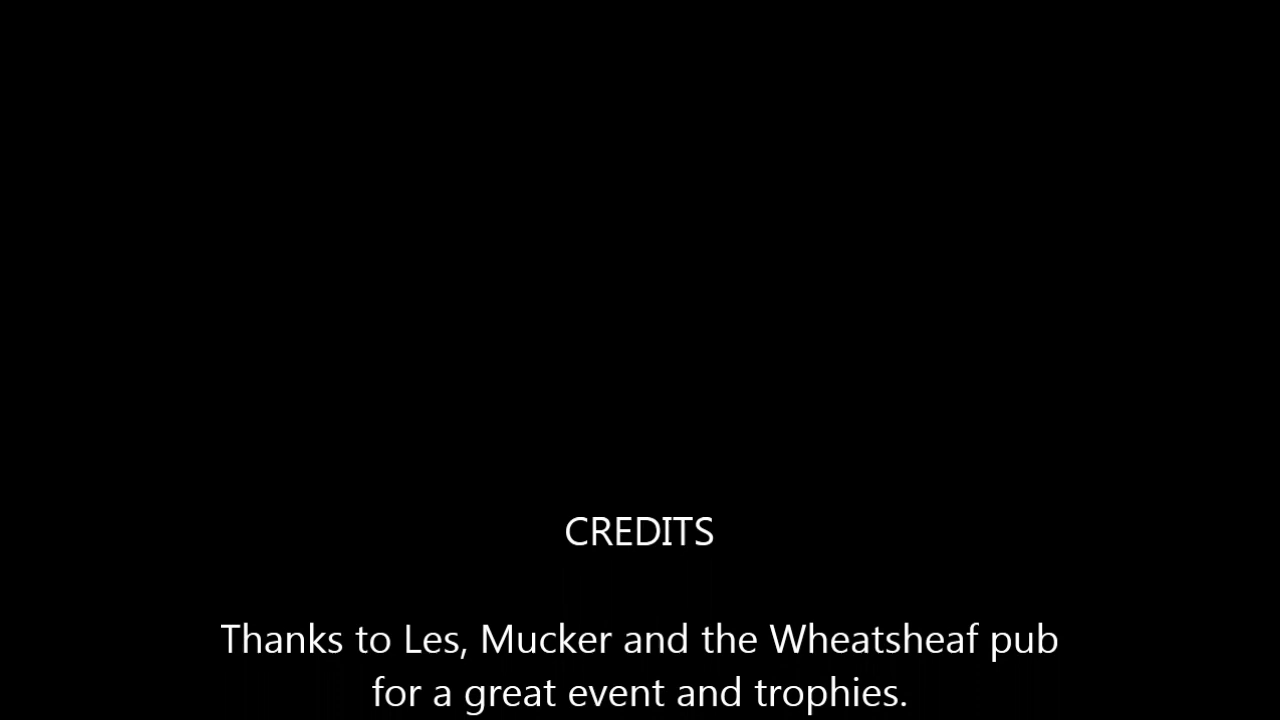 CREDITS
Thanks to Les, Mucker and the Wheatsheaf pub
for a great event and trophies.